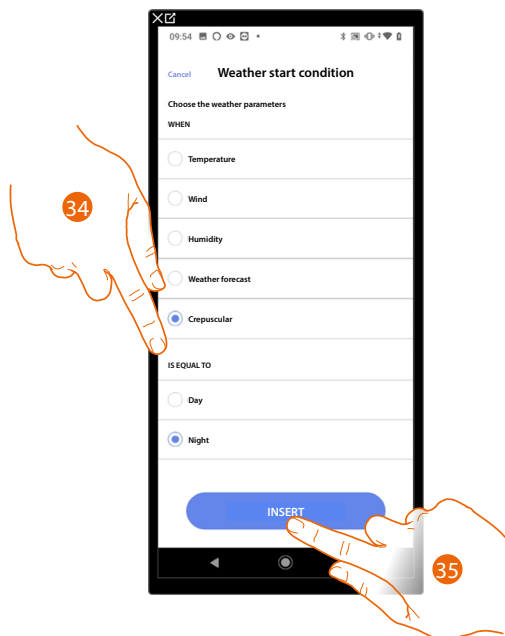 09:54
Cancel
Weather start condition
Choose the weather parameters
WHEN
Temperature
Wind
Humidity
Weather forecast
Crepuscular
IS EQUAL TO
Day
Night
INSERT
34
35